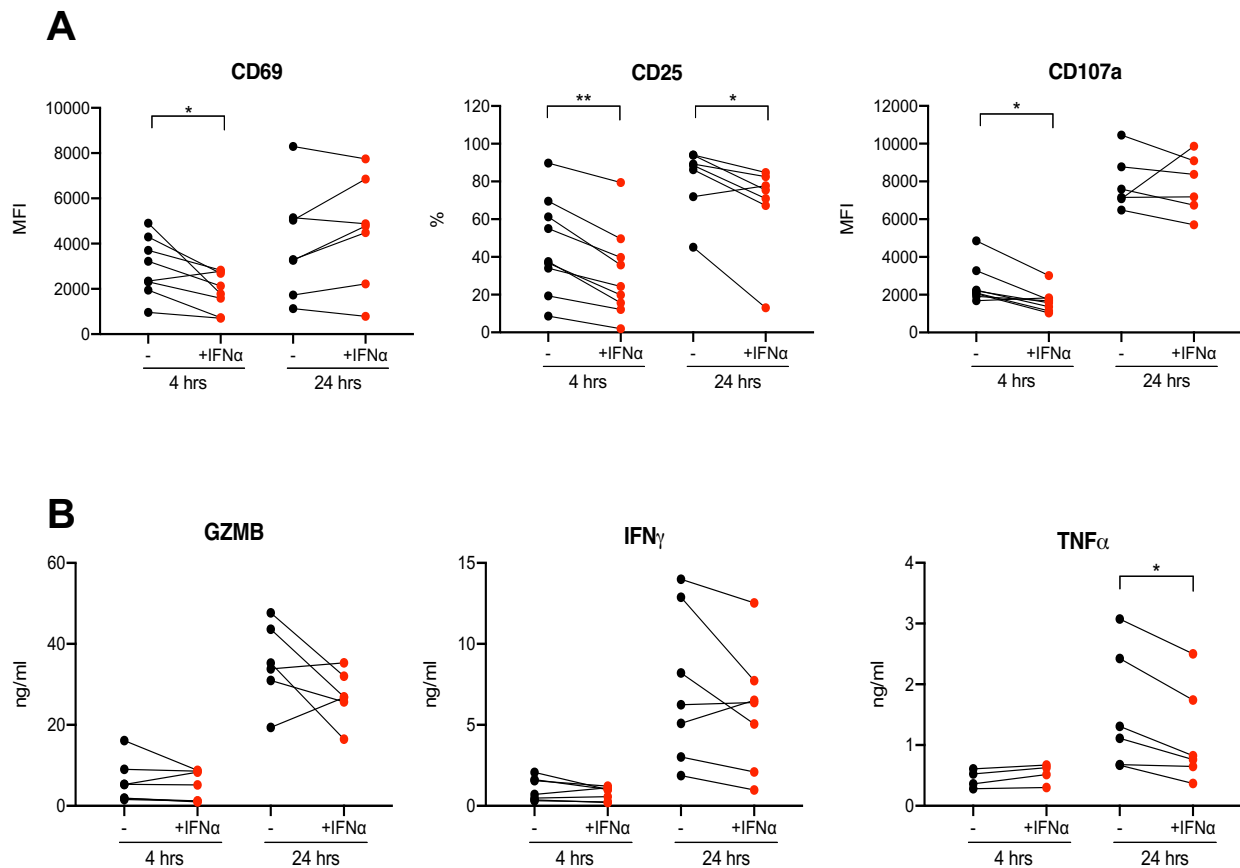 A
CD69
CD25
CD107a
MFI
10000
8000
6000
4000
2000
0
*
- +IFNα - +IFNα
4 hrs 24 hrs
%
120
100
80
60
40
20
0
** *
- +IFNα - +IFNα
4 hrs 24 hrs
MFI
12000
10000
8000
6000
4000
2000
0
*
- +IFNα - +IFNα
4 hrs 24 hrs
B
GZMB
IFNγ
TNFα
ng/ml
60
40
20
0
- +IFNα - +IFNα
4 hrs 24 hrs
ng/ml
15
10
5
0
- +IFNα - +IFNα
4 hrs 24 hrs
ng/ml
4
3
2
1
0
*
- +IFNα - +IFNα
4 hrs 24 hrs